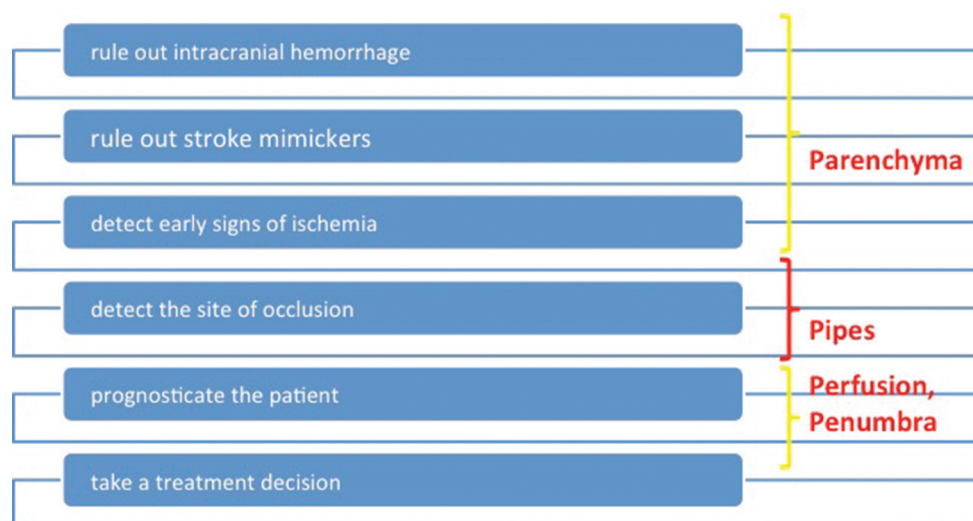 rule out intracranial hemorrhage
rule out stroke mimickers
Parenchyma
detect early signs of ischemia
detect the site of occlusion
Pipes
prognosticate the patient
Perfusion,
Penumbra
take a treatment decision